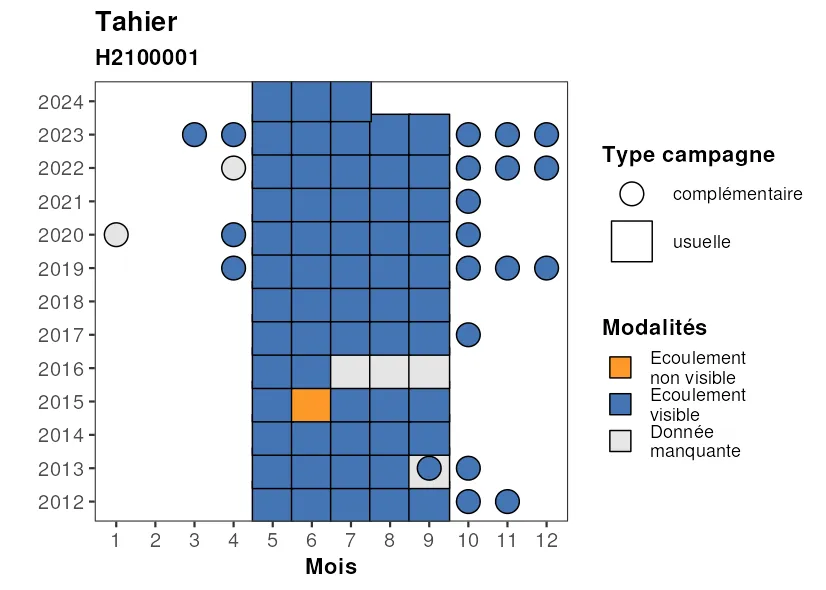 Tahier
H2100001
2024
2023
2022
2021
2020
2019
2018
2017
2016
2015
2014
2013
2012
1 2 3 4 5 6 7 8 9 10 11 12
Mois
Type campagne
complémentaire
usuelle
Modalités
Ecoulement
non visible
Ecoulement
visible
Donnée
manquante